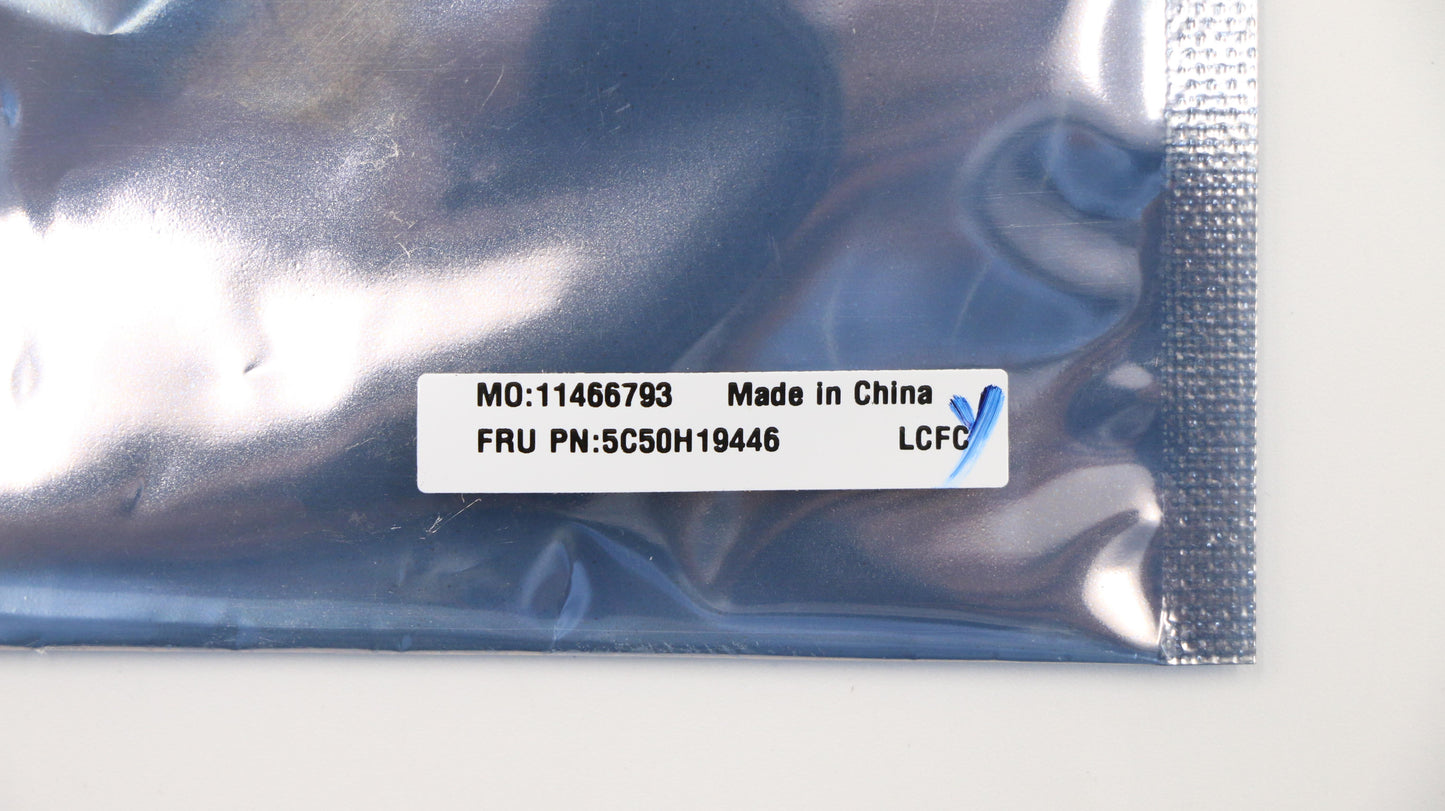 MO:11466793 Made in China
FRU PN:5C50H19446 LCFC